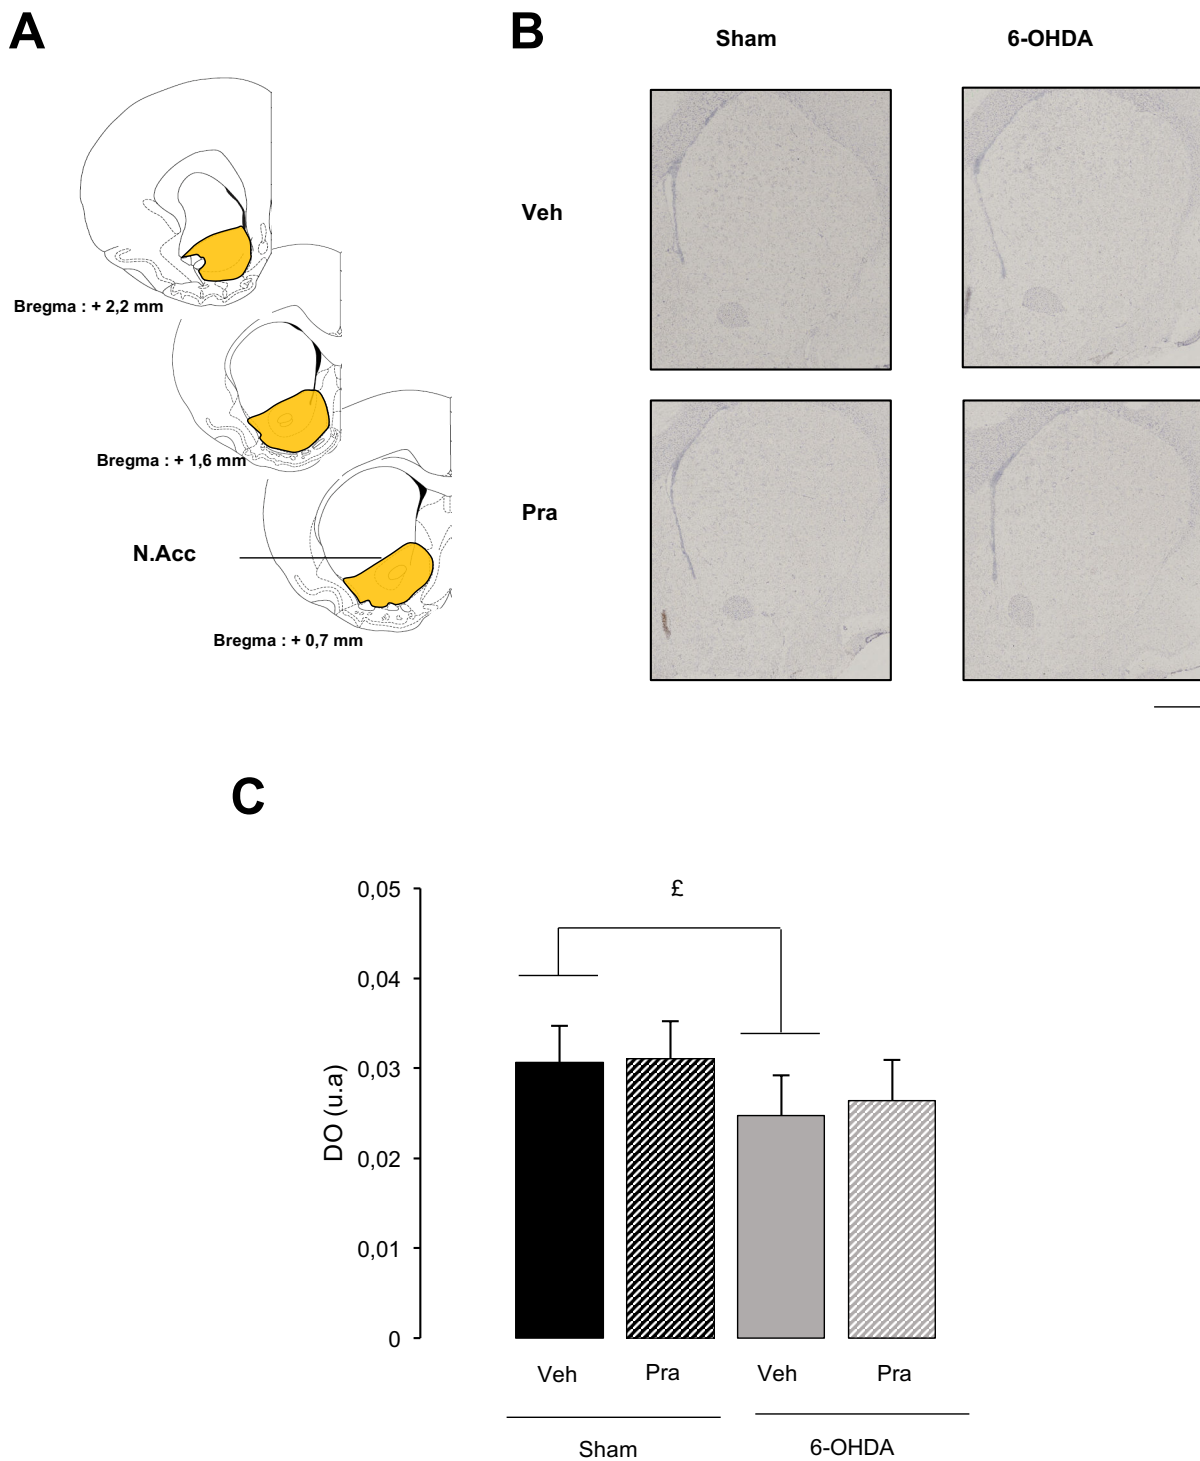 A
Bregma : + 2,2 mm
Bregma : + 1,6 mm
N.Acc
Bregma : + 0,7 mm
B
Sham 6-OHDA
Veh
Pra
C
£
0,05
0,04
0,03
0,02
0,01
0
DO (u.a)
Veh Pra Veh Pra
Sham 6-OHDA